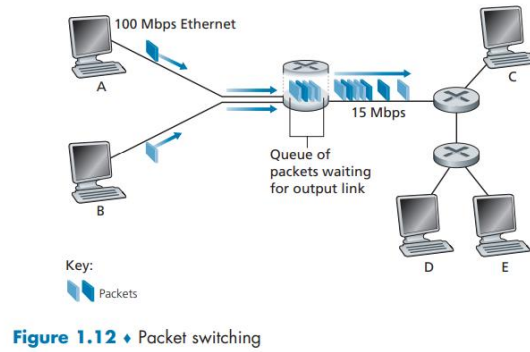 100 Mbps Ethernet
A
C
15 Mbps
Queue of
packets waiting
for output link
B
D
E
Key:
Packets
Figure 1.12 ♦ Packet switching